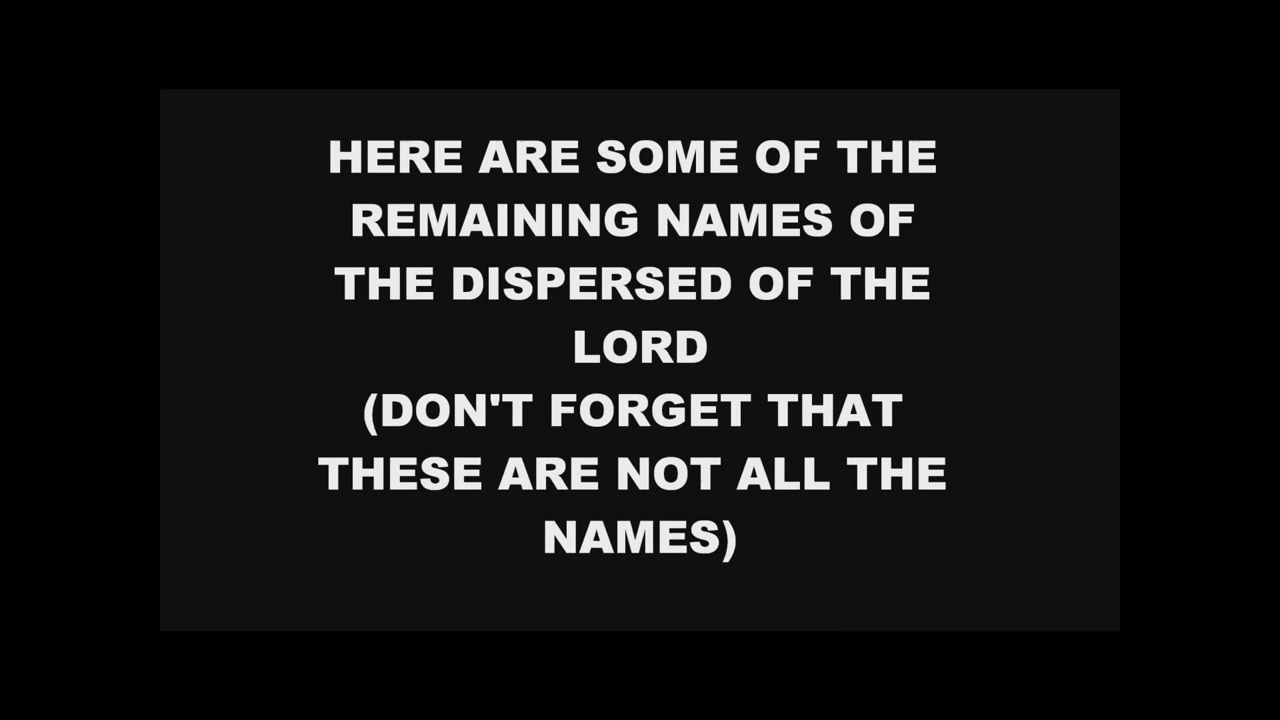 HERE ARE SOME OF THE
REMAINING NAMES OF
THE DISPERSED OF THE
LORD
(DON'T FORGET THAT
THESE ARE NOT ALL THE
NAMES)